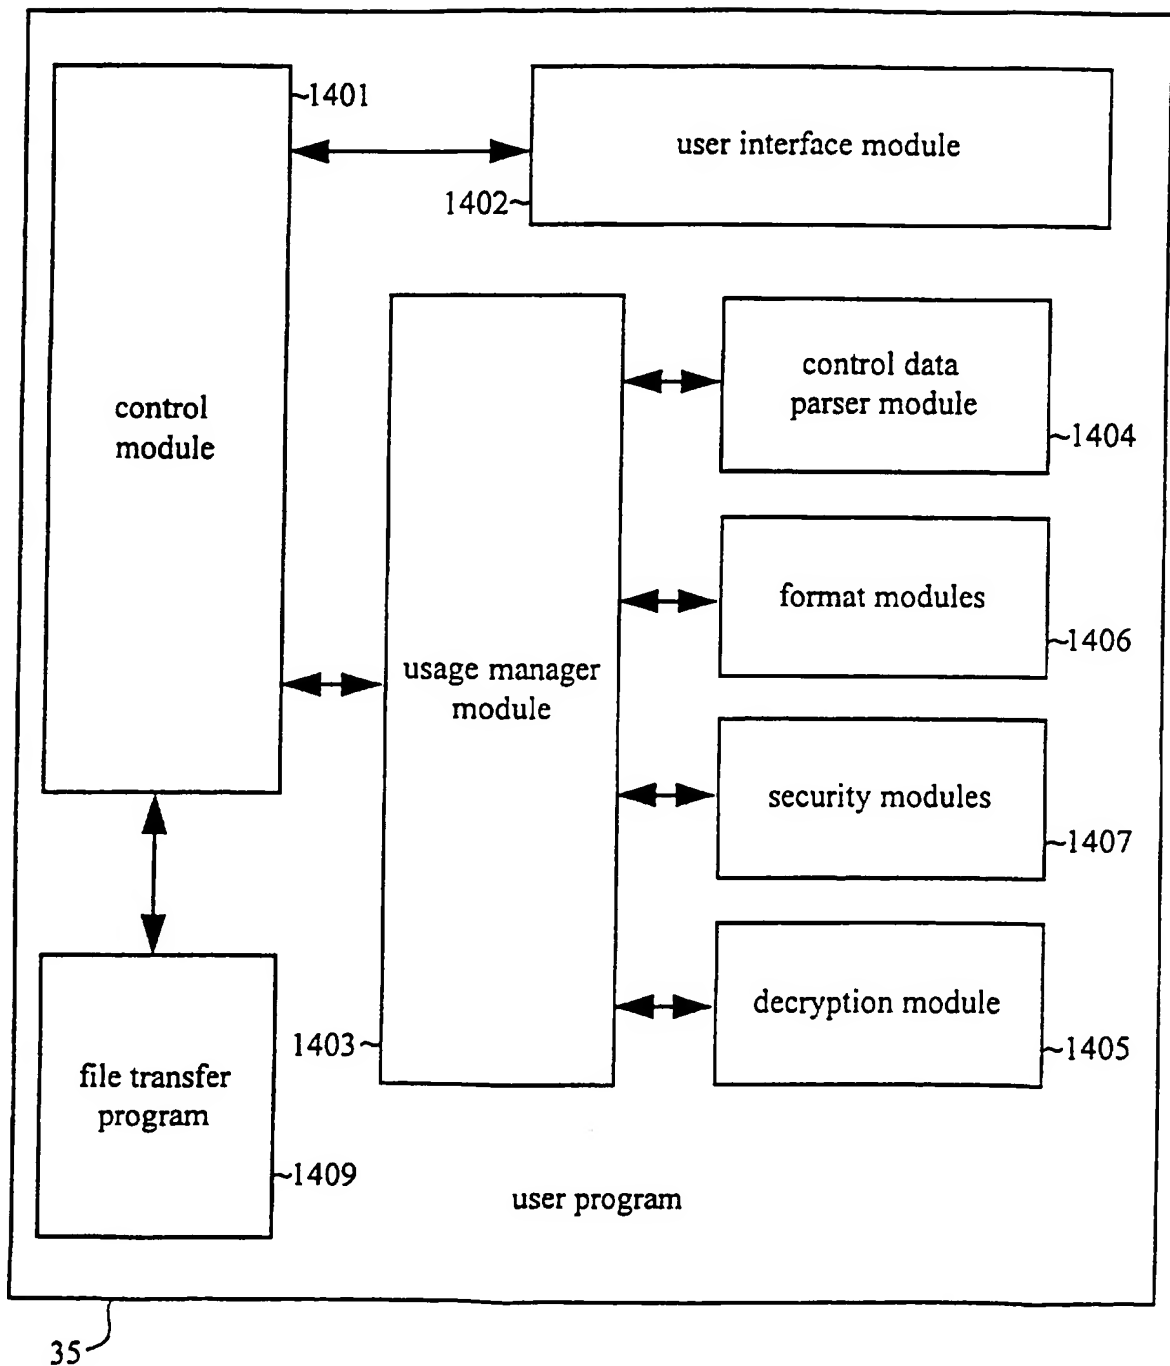 1401
user interface module
1402
control data
parser module
1404
control
module
format modules
1406
usage manager
module
security modules
1407
decryption module
1403
1405
file transfer
program
1409
user program
35